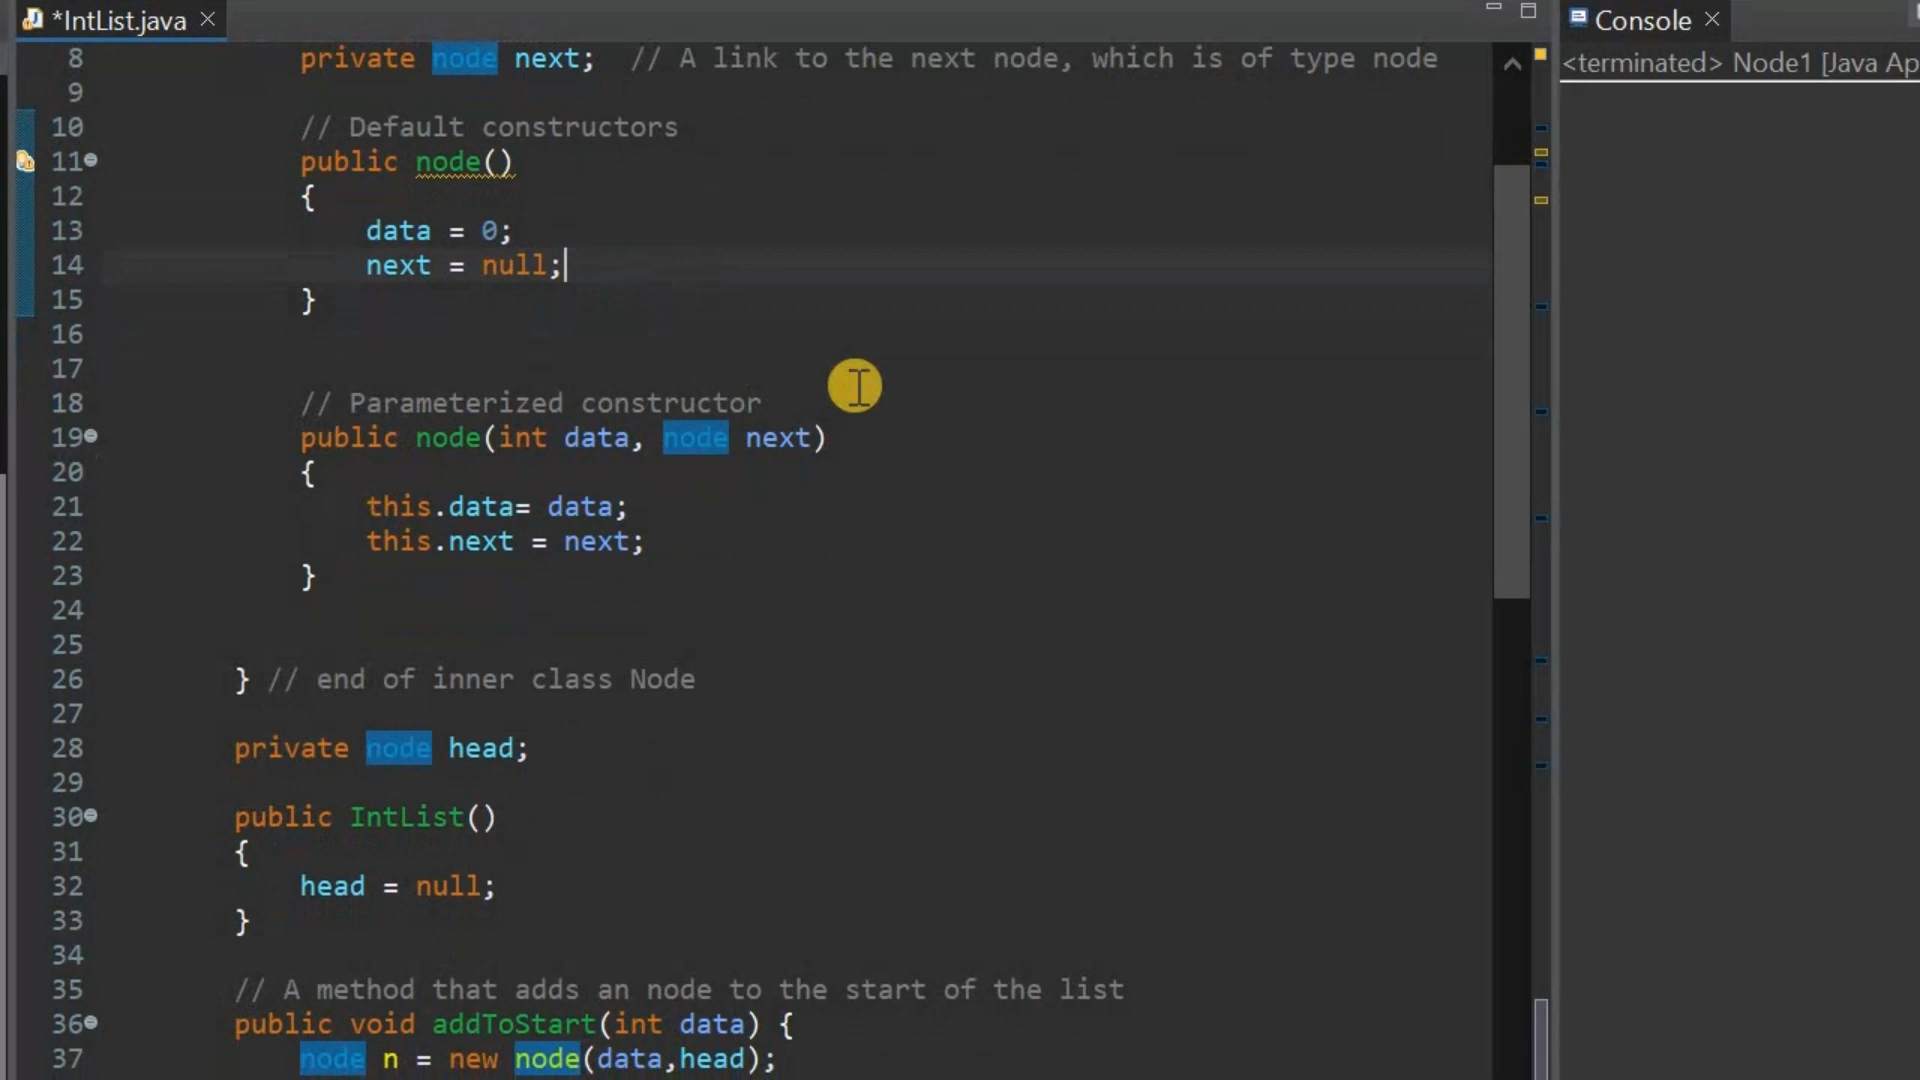 *IntList.java
8 private node next; // A link to the next node, which is of type node
9
10 // Default constructors
11 public node()
12 {
13 data = 0;
14 next = null;
15 }
16
17
18 // Parameterized constructor
19 public node(int data, node next)
20 {
21 this.data= data;
22 this.next = next;
23 }
24
25
26 } // end of inner class Node
27
28 private node head;
29
30 public IntList()
31 {
32 head = null;
33 }
34
35 // A method that adds an node to the start of the list
36 public void addToStart(int data) {
37 node n = new node(data,head);
Console
<terminated> Node1 [Java Ap